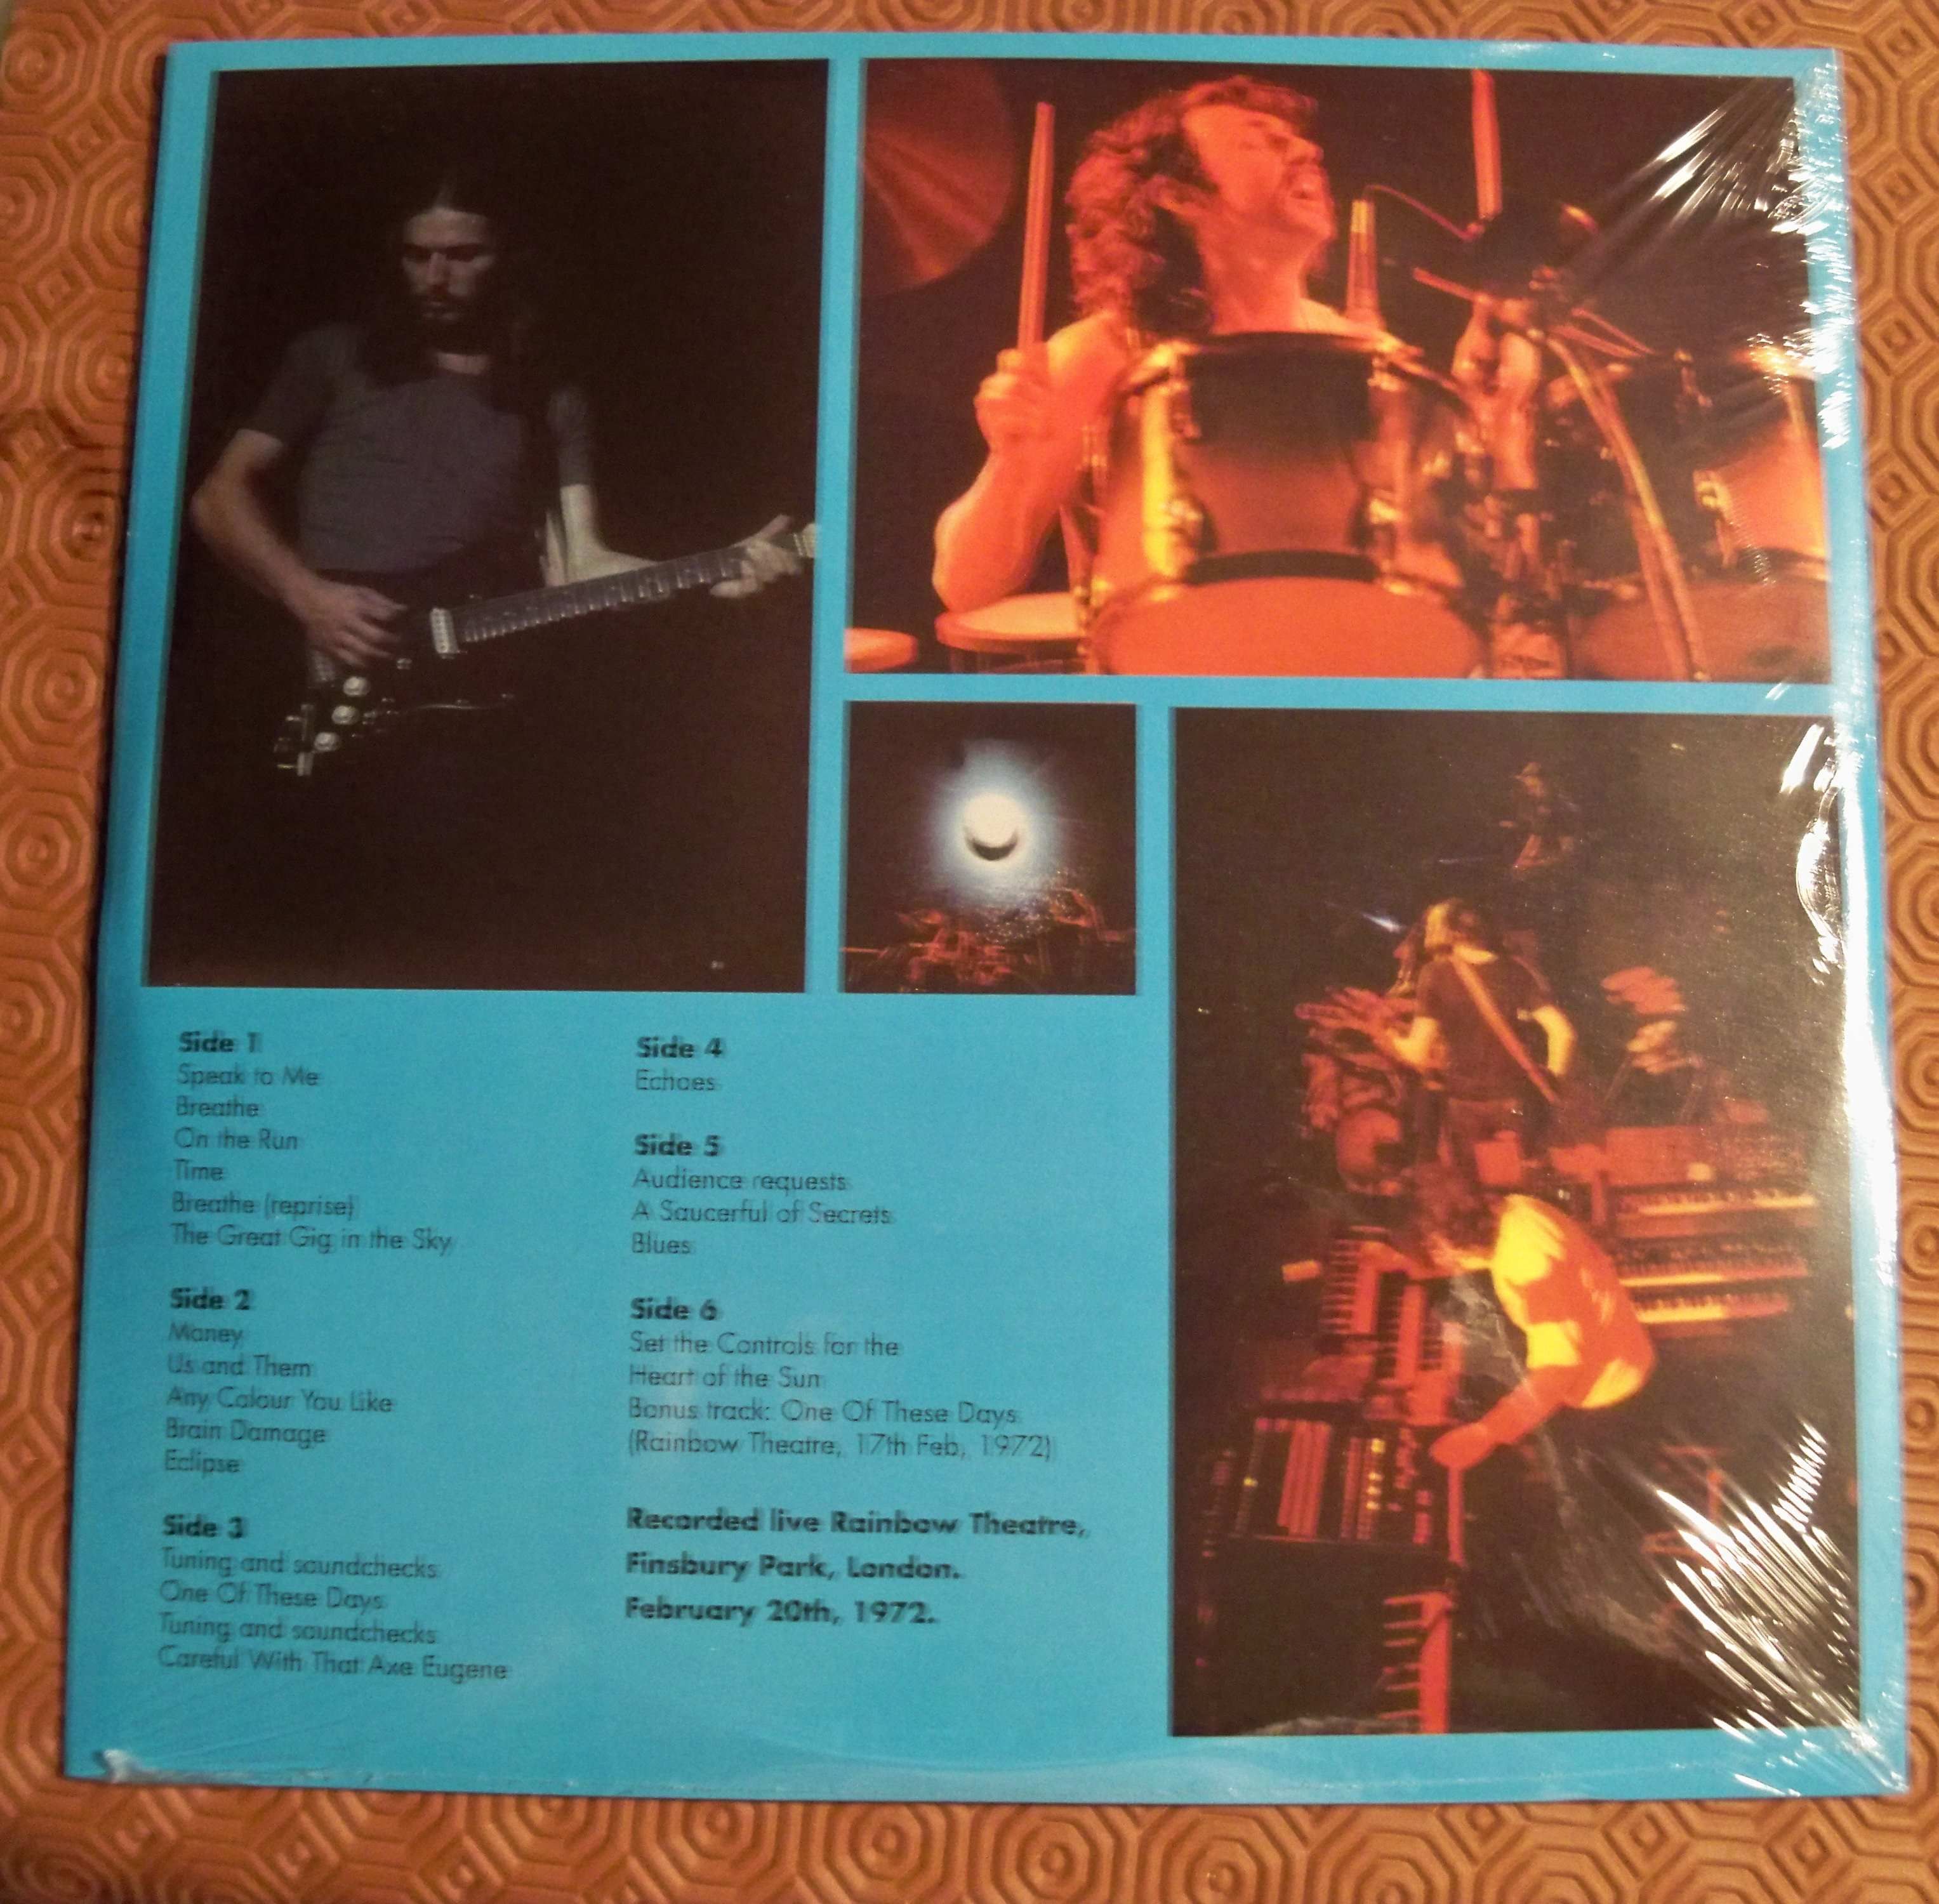 Side 1
Speak to Me
Breathe
On the Run
Time
Breathe (reprise)
The Great Gig in the Sky
Side 2
Money
Us and Them
Any Colour You Like
Brain Damage
Eclipse
Side 3
Tuning and soundchecks
One Of These Days
Tuning and soundchecks
Careful With That Axe Eugene
Side 4
Echoes
Side 5
Audience requests
A Saucerful of Secrets
Blues
Side 6
Set the Controls for the
Heart of the Sun
Bonus track: One Of These Days
(Rainbow Theatre, 17th Feb, 1972)
Recorded live Rainbow Theatre,
Finsbury Park, London.
February 20th, 1972.